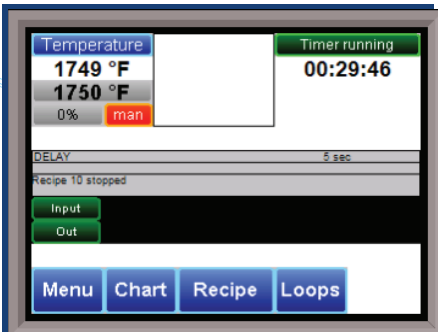 Temperature
Timer running
1749 °F
00:29:46
1750 °F
0% man
DELAY 5 sec
Recipe 10 stopped
Input
Out
Menu Chart Recipe Loops